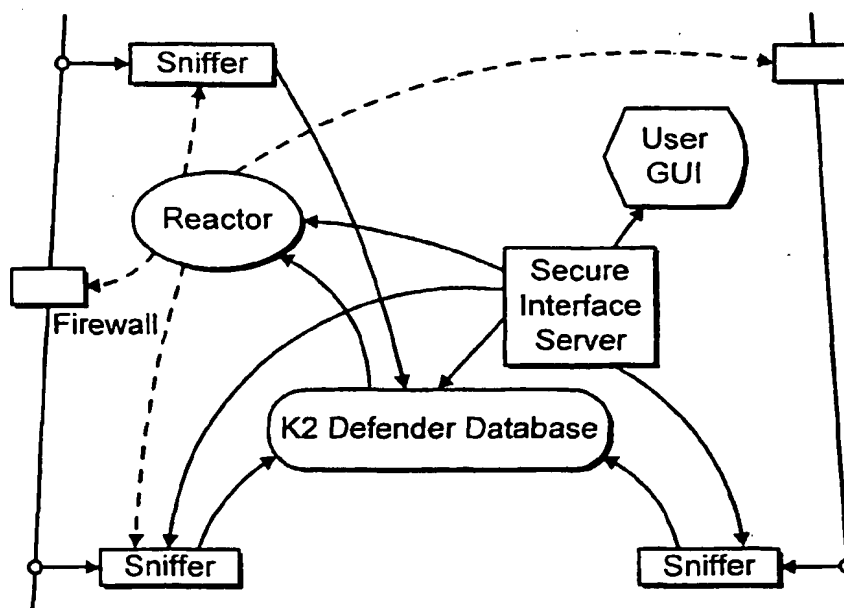 Sniffer
User
GUI
Reactor
Secure
Interface
Server
Firewall
K2 Defender Database
Sniffer
Sniffer